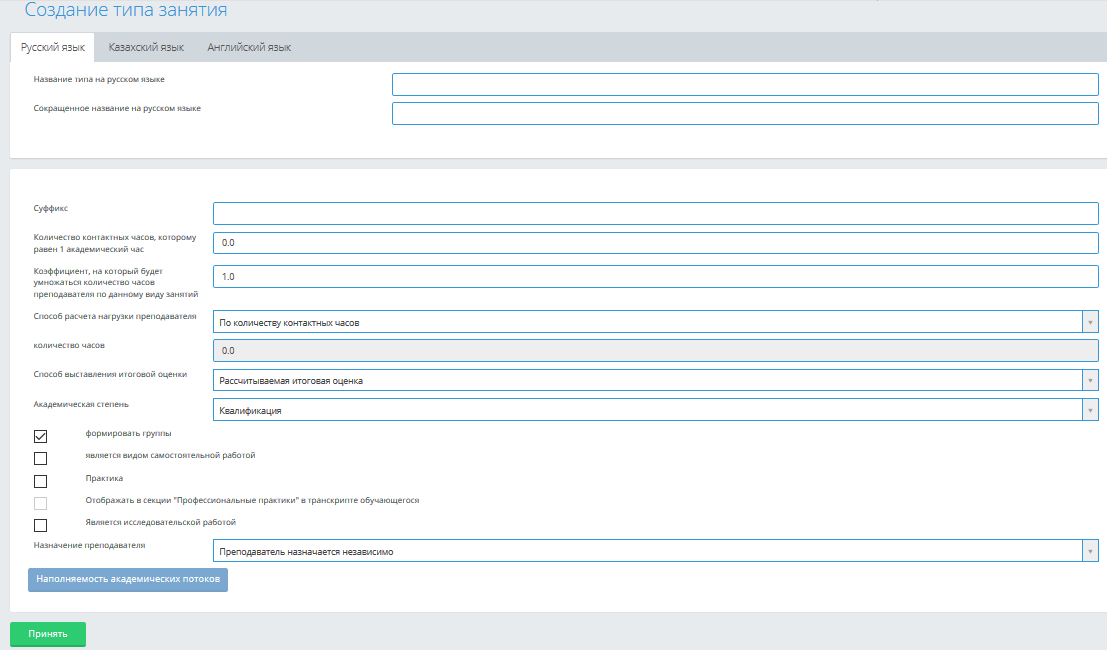 Создание типа занятия
Русский язык
Казахский язык
Английский язык
Название типа на русском языке
Сокращенное название на русском языке
Суффикс
Количество контактных часов, которому
равен 1 академический час
0.0
Коэффициент, на который будет
умножаться количество часов
преподавателя по данному виду занятий
1.0
Способ расчета нагрузки преподавателя
По количеству контактных часов
количество часов
0.0
Способ выставления итоговой оценки
Рассчитываемая итоговая оценка
Академическая степень
Квалификация
формировать группы
является видом самостоятельной работой
Практика
Отображать в секции "Профессиональные практики" в транскрипте обучающегося
Является исследовательской работой
Назначение преподавателя
Преподаватель назначается независимо
Наполняемость академических потоков
Принять